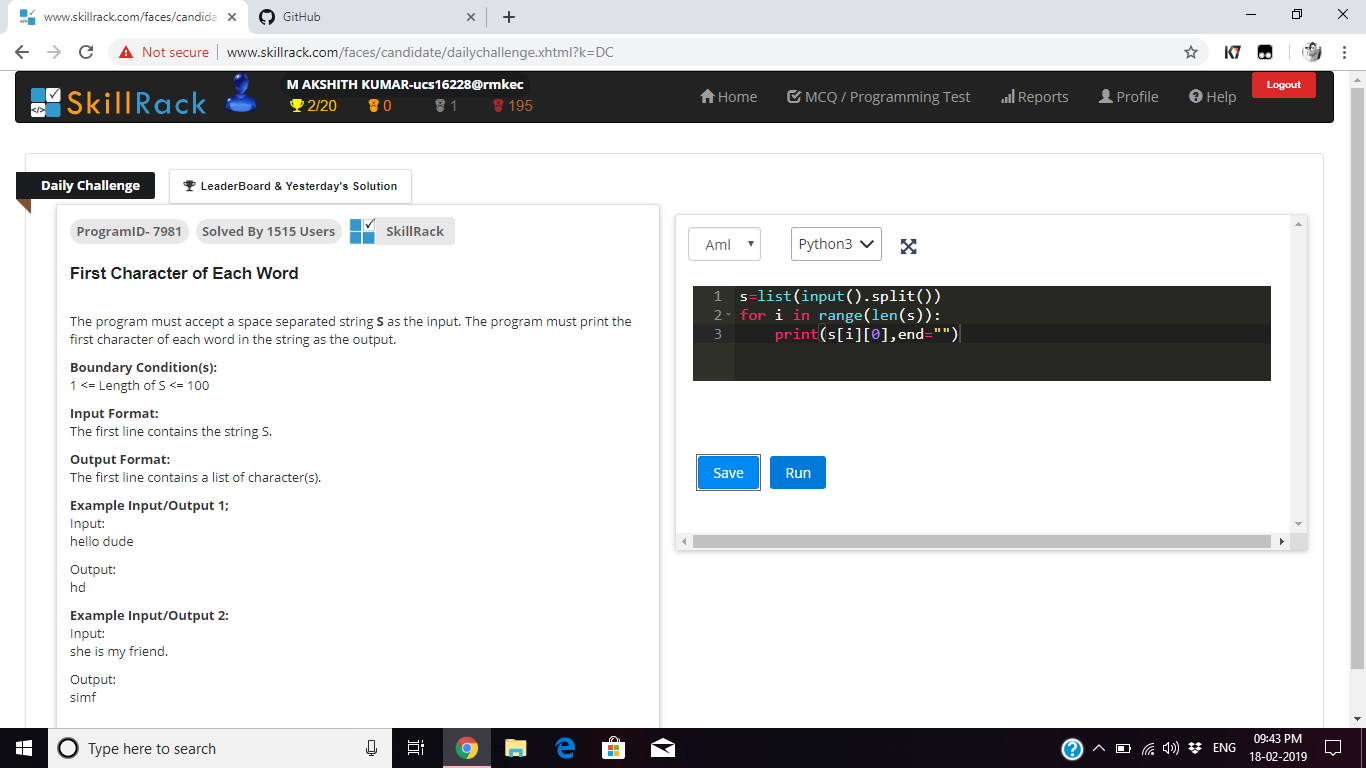 www.skillrack.com/faces/candida
GitHub
Not secure
www.skillrack.com/faces/candidate/dailychallenge.xhtml?k=DC
K7
SkillRack
M AKSHITH KUMAR-ucs16228@rmkec
2/20 0 1 195
Home
MCQ / Programming Test
Reports
Profile
Help
Logout
Daily Challenge
LeaderBoard & Yesterday's Solution
ProgramID- 7981
Solved By 1515 Users
SkillRack
First Character of Each Word
The program must accept a space separated string S as the input. The program must print the
first character of each word in the string as the output.
Boundary Condition(s):
1 <= Length of S <= 100
Input Format:
The first line contains the string S.
Output Format:
The first line contains a list of character(s).
Example Input/Output 1;
Input:
hello dude
Output:
hd
Example Input/Output 2:
Input:
she is my friend.
Output:
simf
Aml
Python3
1 s=list(input().split())
2 for i in range(len(s)):
3 print(s[i][0],end="")
Save
Run
Type here to search
ENG
09:43 PM
18-02-2019